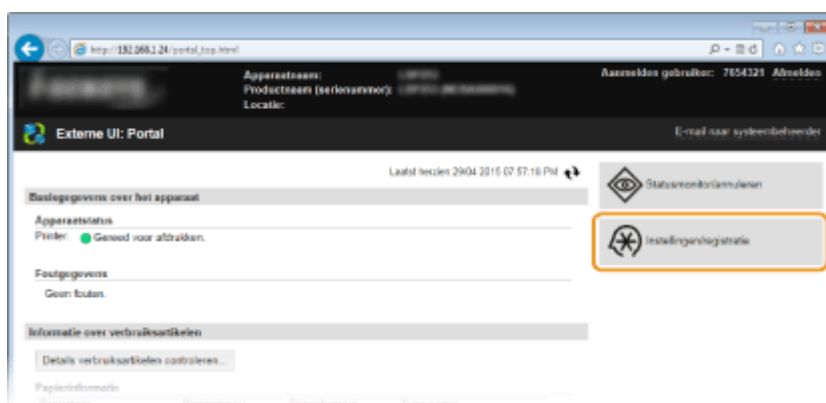 http://192.168.1.24/portal_top.html
Apparaatnaam:
Productnaam (serienummer):
Locatie:
Aanmelden gebruiker: 7654321 Afmelden
Externe UI: Portal
E-mail naar systeembeheerder
Laatst herzien: 29/04 2015 07:57:18 PM
Statusmonitor/annuleren
Basisgegevens over het apparaat
Apparaatstatus
Printer: Gereed voor afdrukken.
Instellingen/registratie
Foutgegevens
Geen fouten.
Informatie over verbruiksartikelen
Details verbruiksartikelen controleren...
Papierinformatie